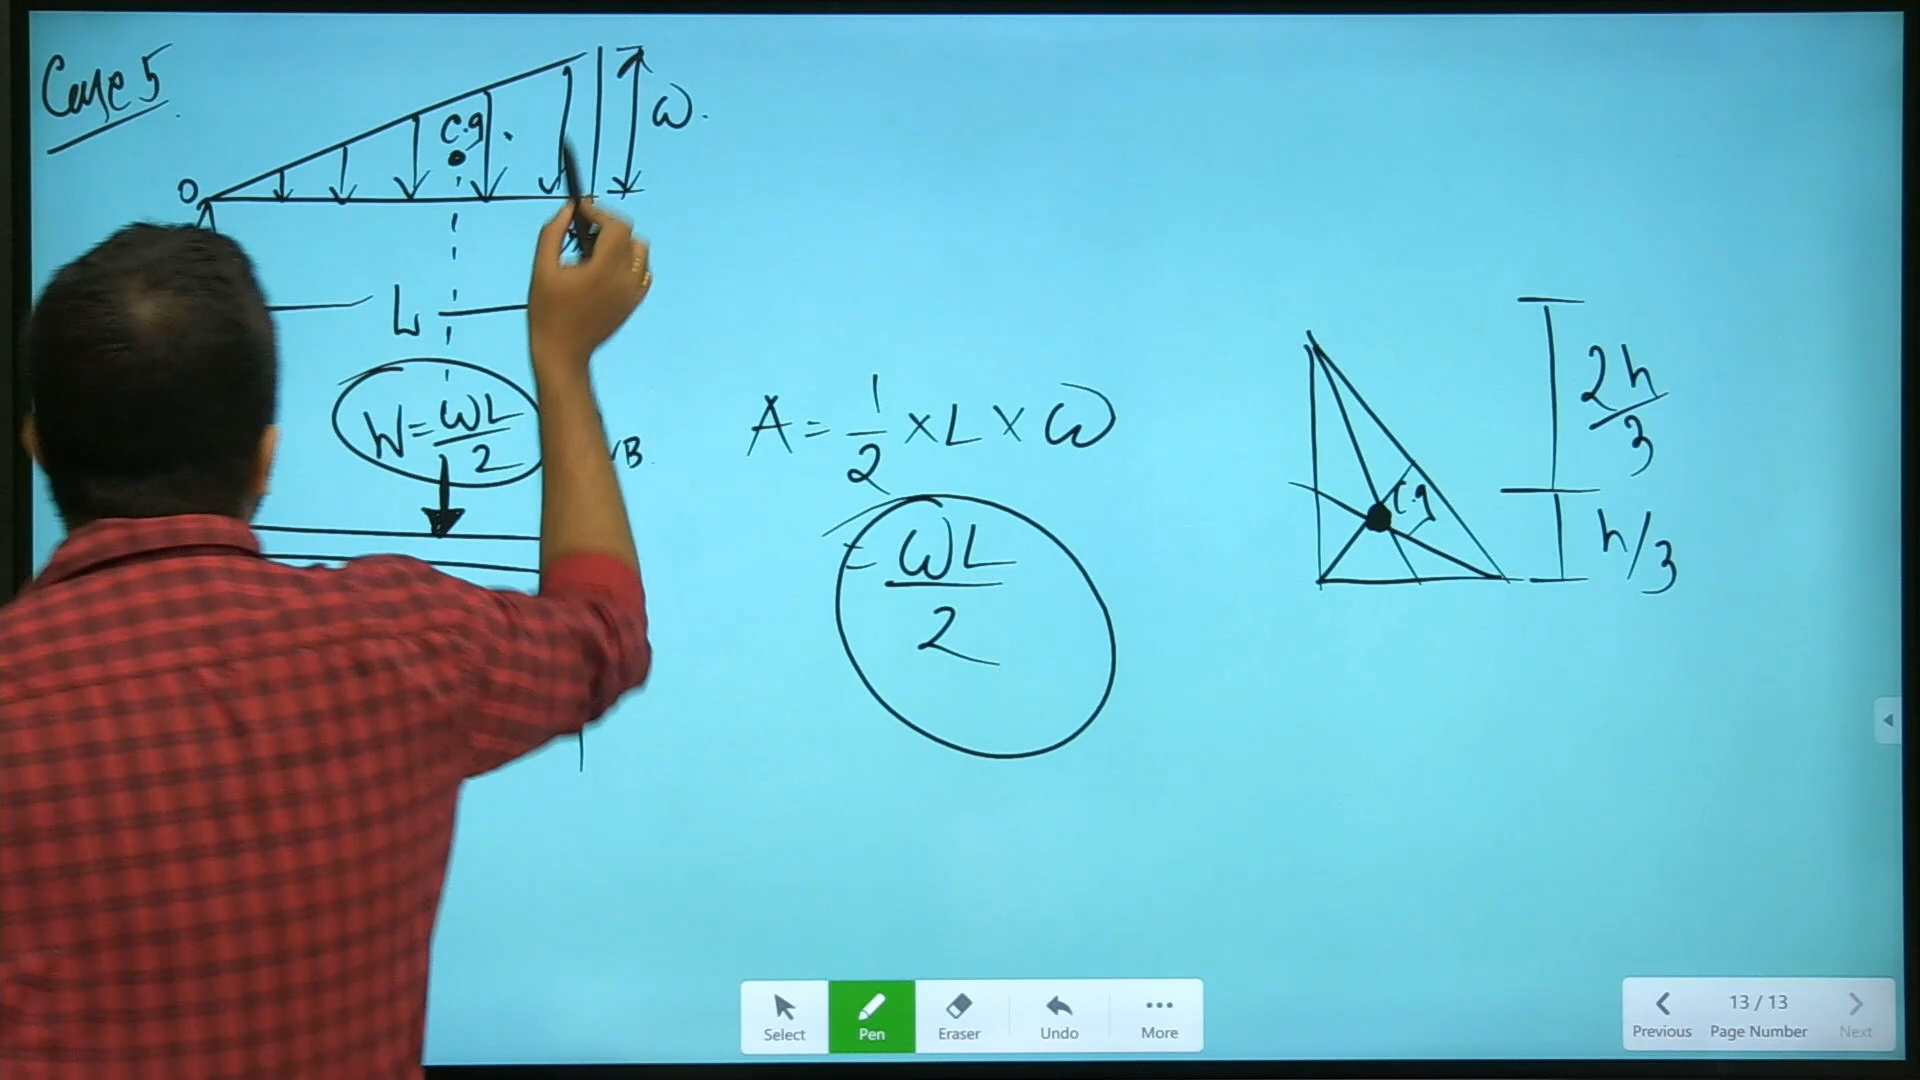 Case 5
C.g.
ω.
O
L
W = ωL/2
VB
A = 1/2 × L × ω
= ωL/2
C.g
2h/3
h/3
Select
Pen
Eraser
Undo
More
Previous
13 / 13
Page Number
Next